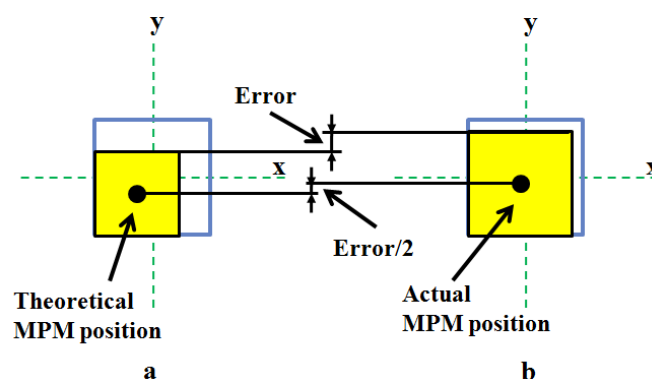 y
y
Error
x
x
Error/2
Theoretical
MPM position
Actual
MPM position
a
b